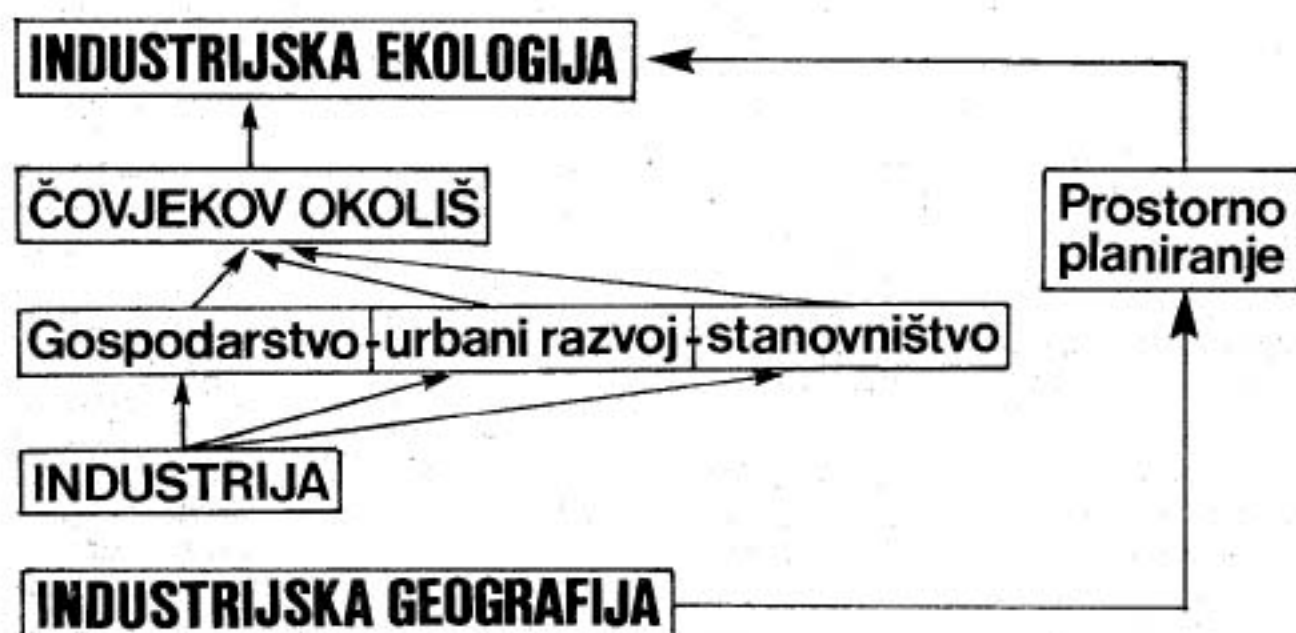 INDUSTRIJSKA EKOLOGIJA
ČOVJEKOV OKOLIŠ
Prostorno
planiranje
Gospodarstvo-urbani razvoj-stanovništvo
INDUSTRIJA
INDUSTRIJSKA GEOGRAFIJA